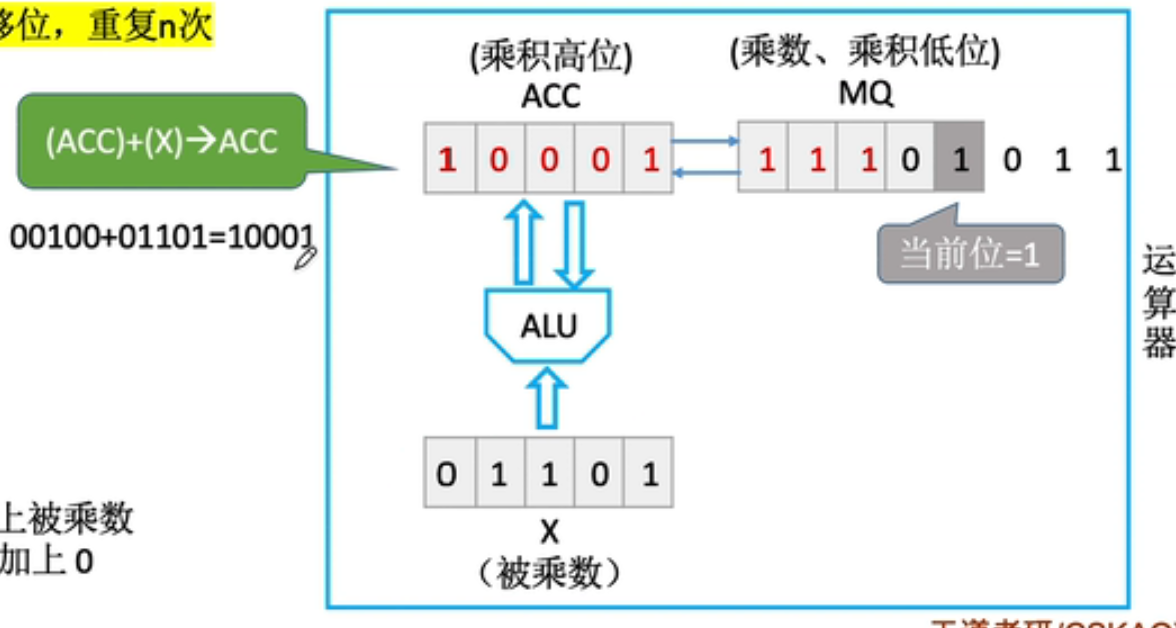 移位，重复n次
(ACC)+(X)→ACC
00100+01101=10001
(乘积高位)
ACC
(乘数、乘积低位)
MQ
1 0 0 0 1
1 1 1 0 1 0 1 1
当前位=1
ALU
0 1 1 0 1
X
（被乘数）
运
算
器
上被乘数
加上 0